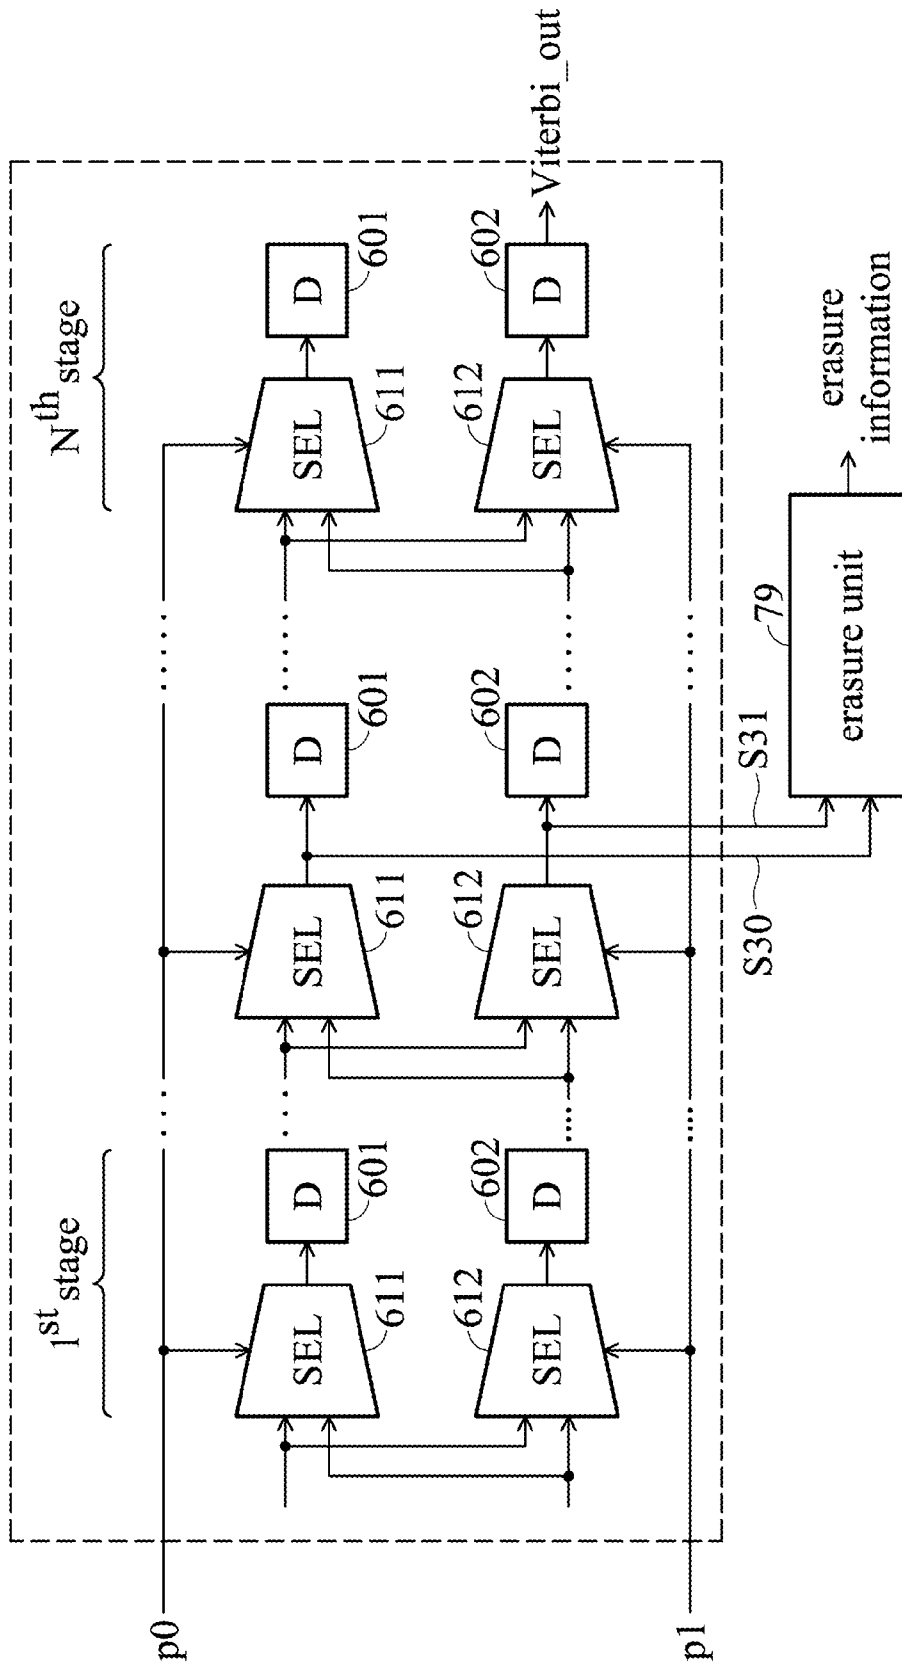 1st stage
Nth stage
p0
SEL
611
D
601
. . .
SEL
611
D
601
. . . . .
SEL
611
D
601
SEL
612
D
602
SEL
612
D
602
SEL
612
D
602
Viterbi_out
p1
S30
S31
79
erasure unit
erasure
information